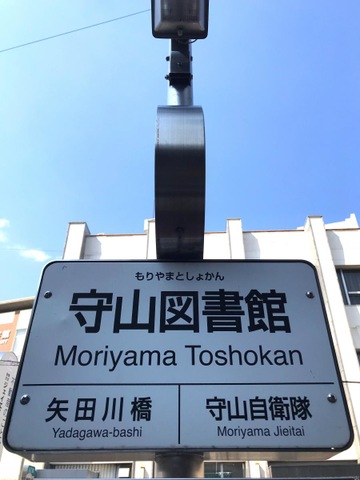 もりやまとしょかん
守山図書館
Moriyama Toshokan
矢田川橋
Yadagawa-bashi
守山自衛隊
Moriyama Jieitai